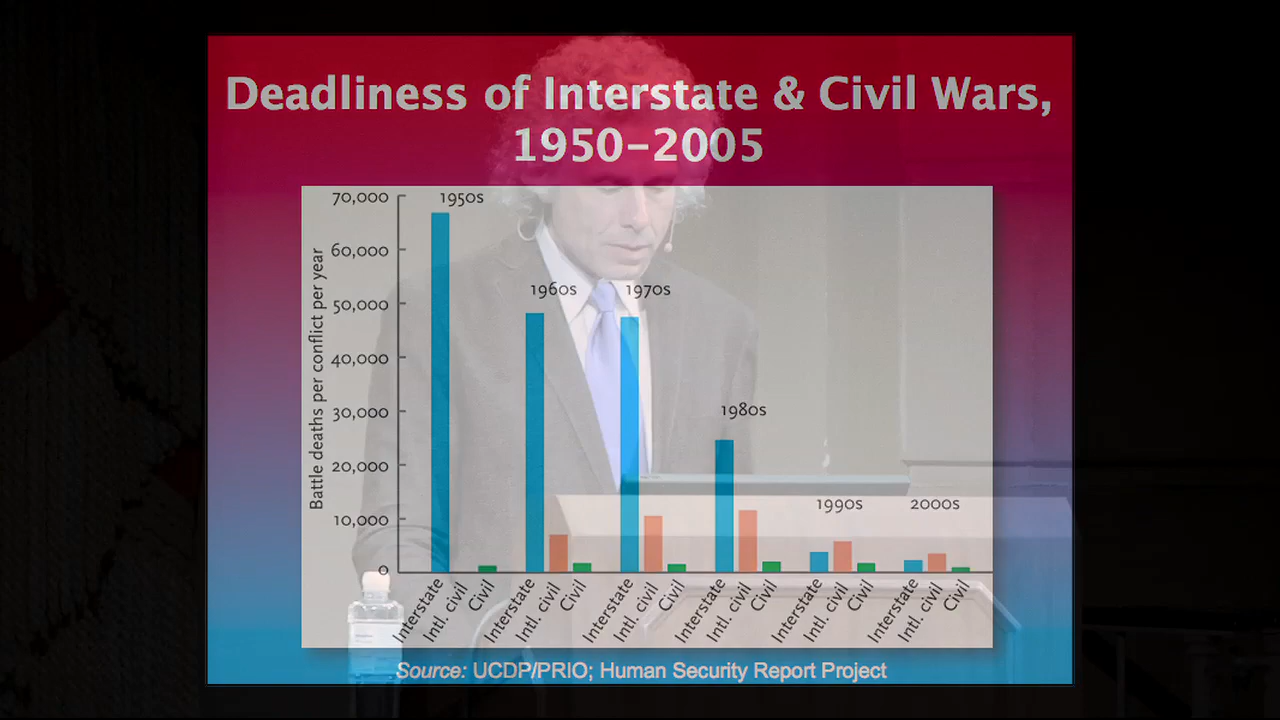 Deadliness of Interstate & Civil Wars,
1950–2005
Battle deaths per conflict per year
70,000
60,000
50,000
40,000
30,000
20,000
10,000
0
1950s
1960s
1970s
1980s
1990s
2000s
Interstate
Intl. civil
Civil
Interstate
Intl. civil
Civil
Interstate
Intl. civil
Civil
Interstate
Intl. civil
Civil
Interstate
Intl. civil
Civil
Interstate
Intl. civil
Civil
Source: UCDP/PRIO; Human Security Report Project